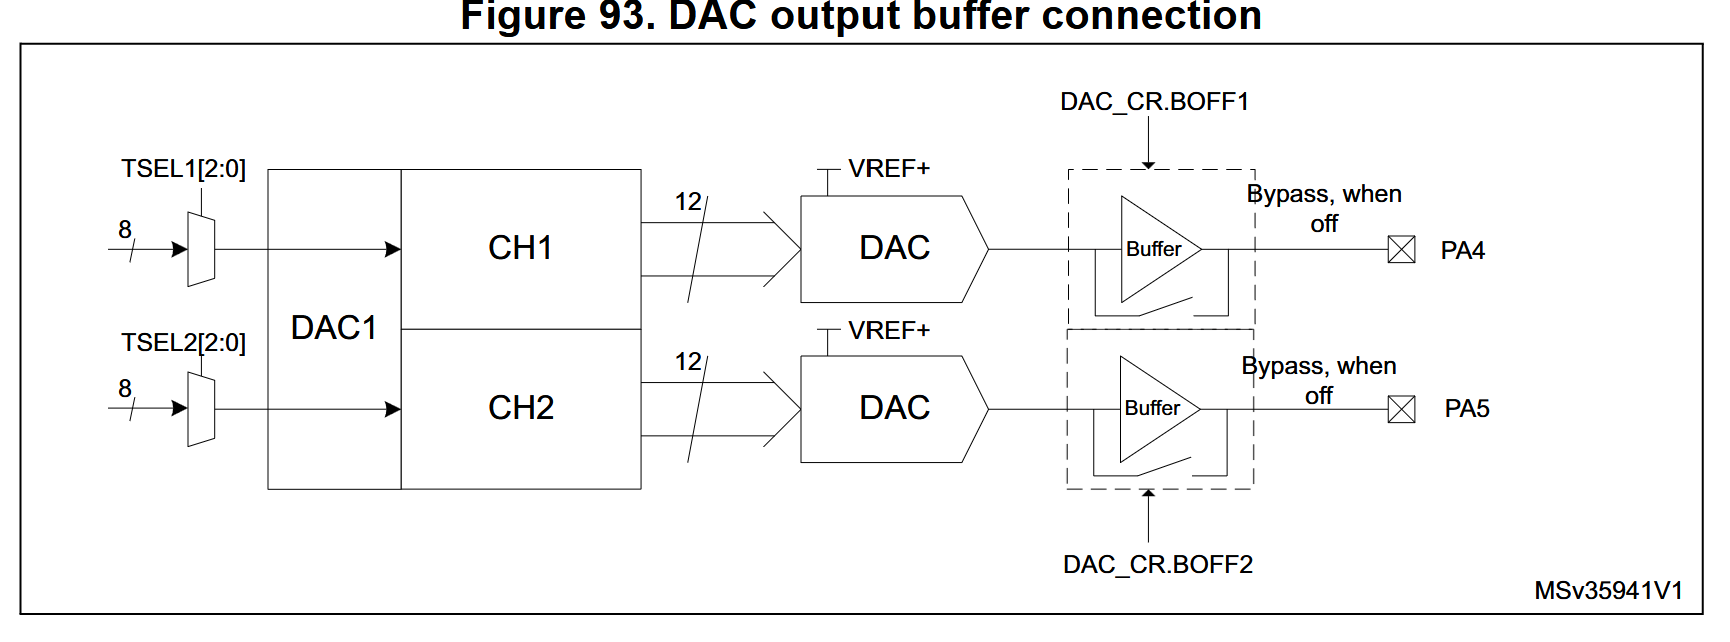 Figure 93. DAC output buffer connection
DAC_CR.BOFF1
TSEL1[2:0]
8
CH1
12
VREF+
DAC
Buffer
Bypass, when
off
PA4
DAC1
TSEL2[2:0]
8
CH2
12
VREF+
DAC
Buffer
Bypass, when
off
PA5
DAC_CR.BOFF2
MSv35941V1